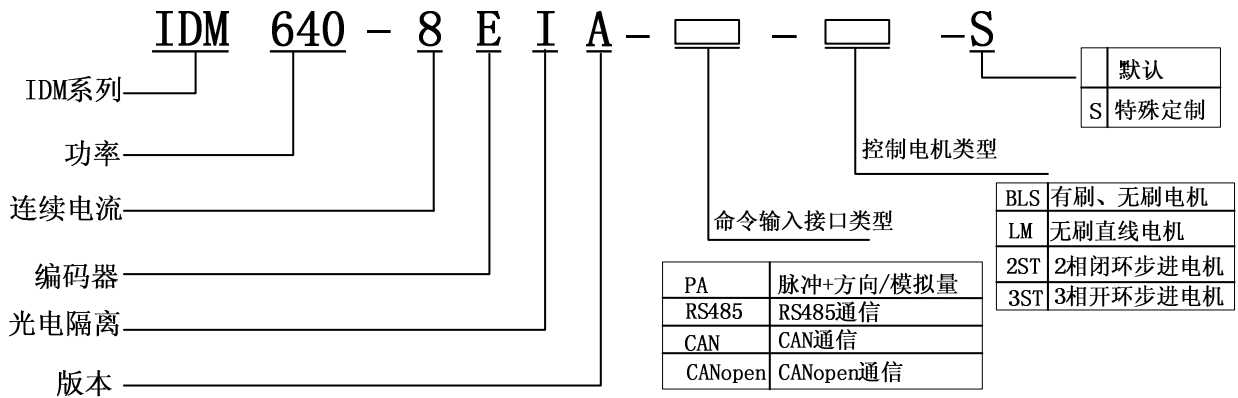 IDM 640 - 8 E I A - - - S
IDM系列
功率
连续电流
编码器
光电隔离
版本
默认
S 特殊定制
控制电机类型
BLS 有刷、无刷电机
LM 无刷直线电机
2ST 2相闭环步进电机
3ST 3相开环步进电机
命令输入接口类型
PA 脉冲+方向/模拟量
RS485 RS485通信
CAN CAN通信
CANopen CANopen通信